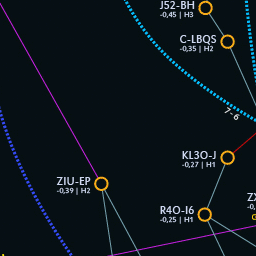 J52-BH
-0,45 | H3
C-LBQS
-0,35 | H2
7-6
KL3O-J
-0,27 | H1
ZIU-EP
-0,39 | H2
R4O-I6
-0,25 | H1